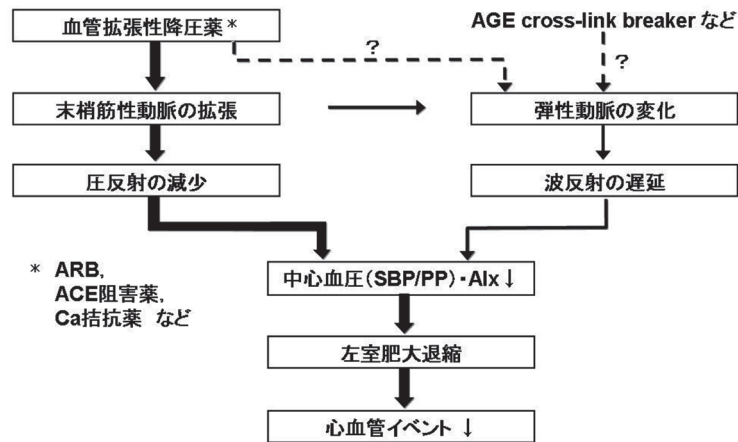 血管拡張性降圧薬*
AGE cross-link breaker など
?
?
末梢筋性動脈の拡張
弾性動脈の変化
圧反射の減少
波反射の遅延
中心血圧(SBP/PP)・AIx↓
* ARB,
ACE阻害薬,
Ca拮抗薬 など
左室肥大退縮
心血管イベント ↓